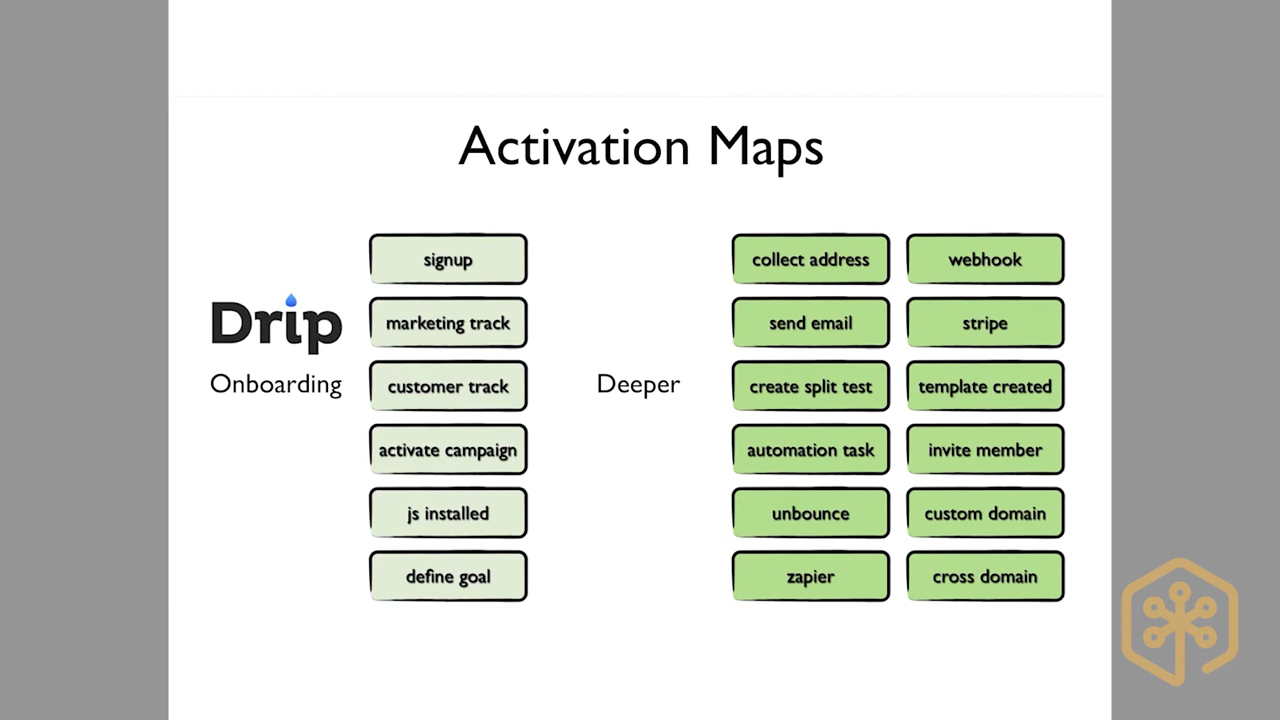 Activation Maps
Drip
Onboarding
signup
marketing track
customer track
activate campaign
js installed
define goal
Deeper
collect address
send email
create split test
automation task
unbounce
zapier
webhook
stripe
template created
invite member
custom domain
cross domain